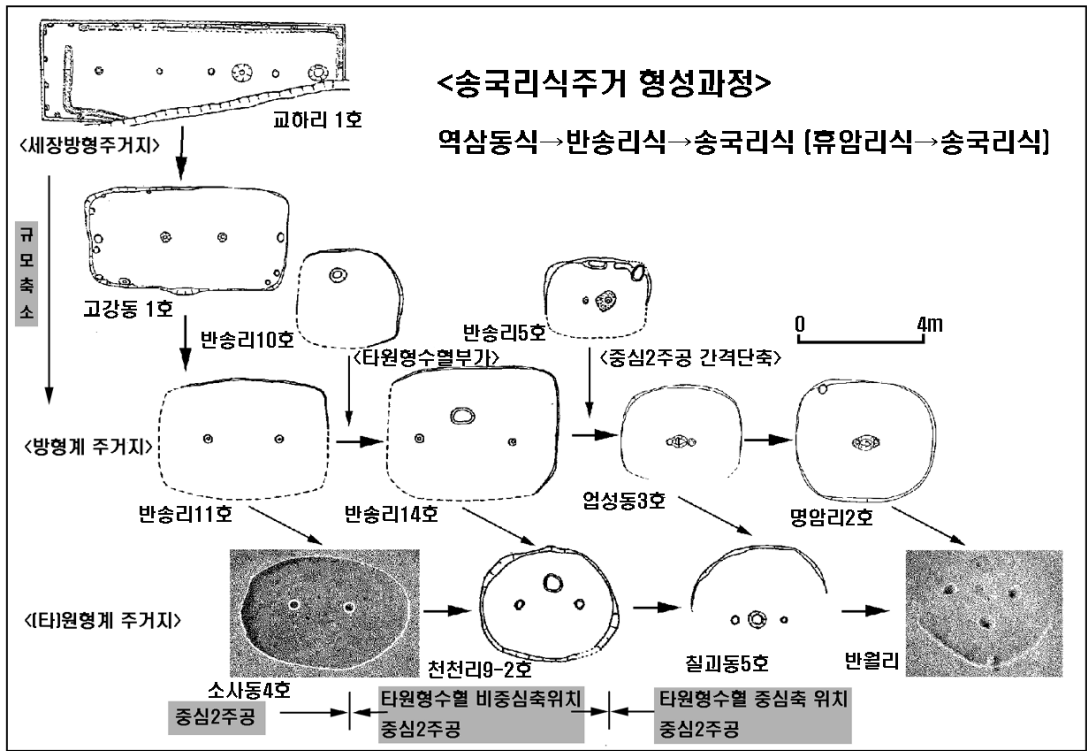 <송국리식주거 형성과정>
역삼동식→반송리식→송국리식 [휴암리식→송국리식]
교하리 1호
<세장방형주거지>
규모축소
고강동 1호
반송리10호
반송리5호
0 4m
<타원형수혈부가>
<중심2주공 간격단축>
<방형계 주거지>
반송리11호
반송리14호
업성동3호
명암리2호
<[타]원형계 주거지>
소사동4호
천천리9-2호
칠괴동5호
반월리
중심2주공
타원형수혈 비중심축위치
중심2주공
타원형수혈 중심축 위치
중심2주공